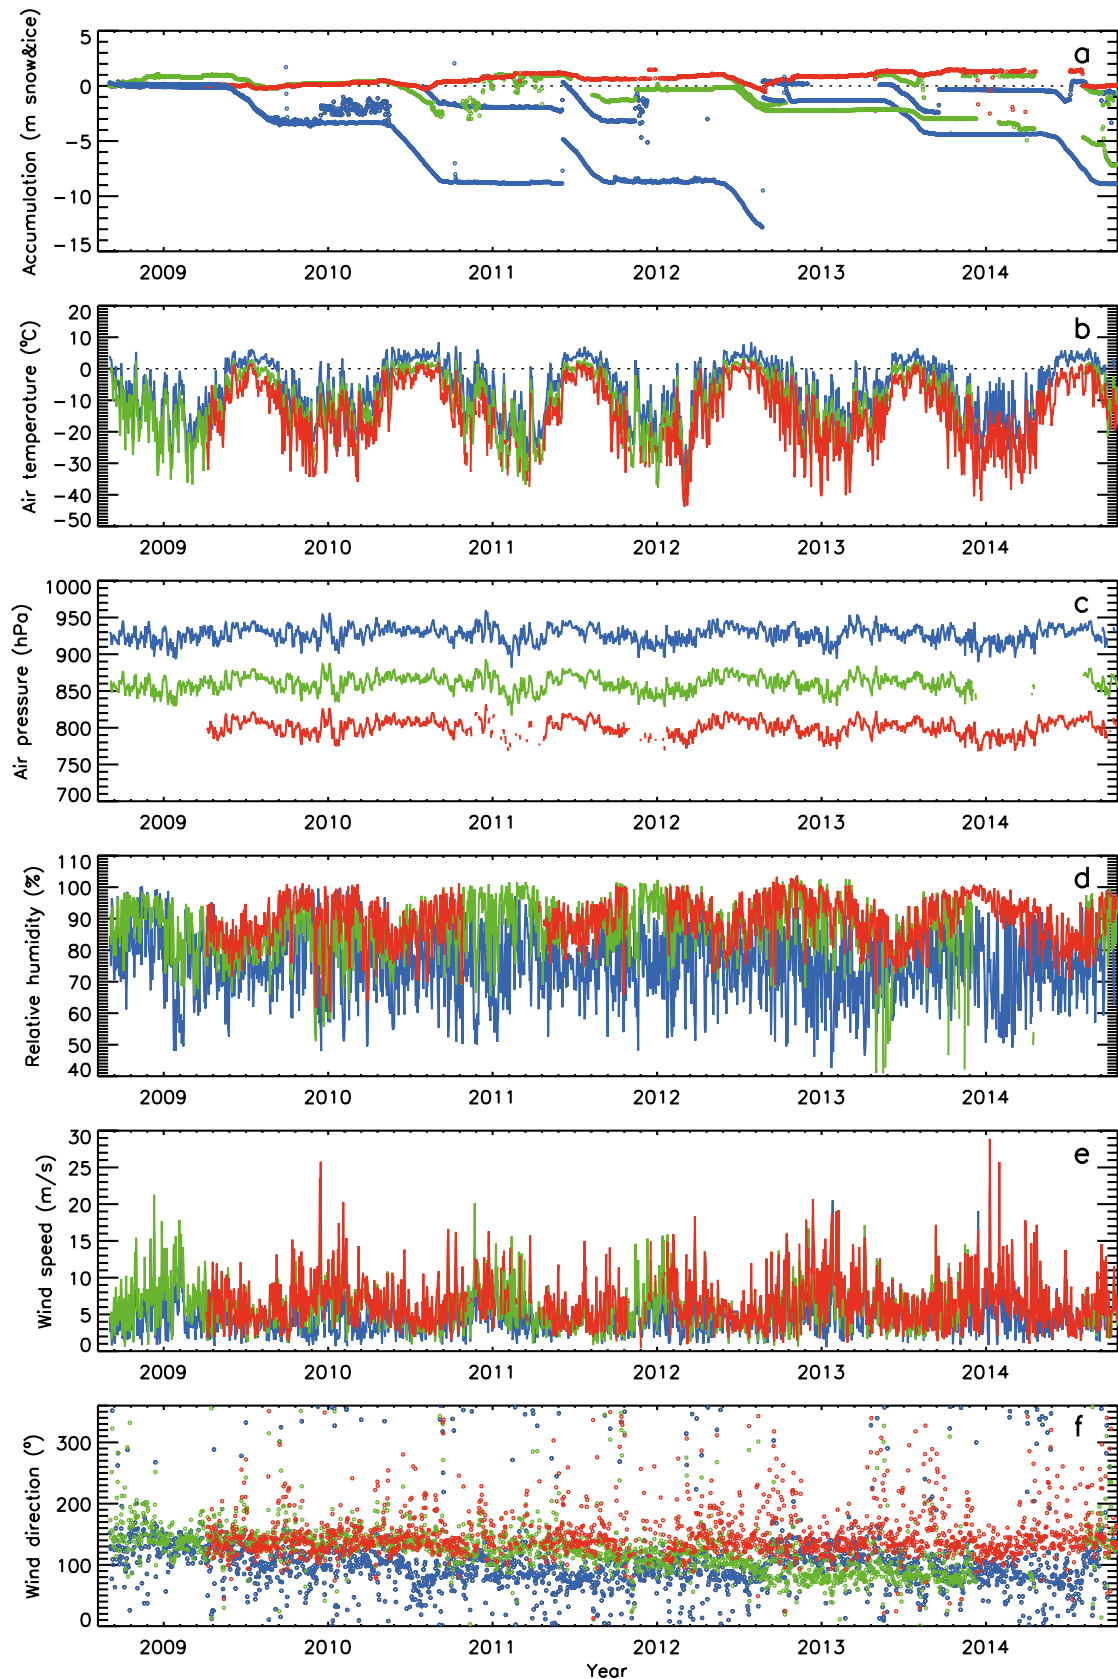 Accumulation (m snow&ice)
5
0
−5
−10
−15
a
2009 2010 2011 2012 2013 2014
Air temperature (°C)
20
10
0
−10
−20
−30
−40
−50
b
2009 2010 2011 2012 2013 2014
Air pressure (hPa)
1000
950
900
850
800
750
700
c
2009 2010 2011 2012 2013 2014
Relative humidity (%)
110
100
90
80
70
60
50
40
d
2009 2010 2011 2012 2013 2014
Wind speed (m/s)
30
25
20
15
10
5
0
e
2009 2010 2011 2012 2013 2014
Wind direction (°)
300
200
100
0
f
2009 2010 2011 2012 2013 2014
Year